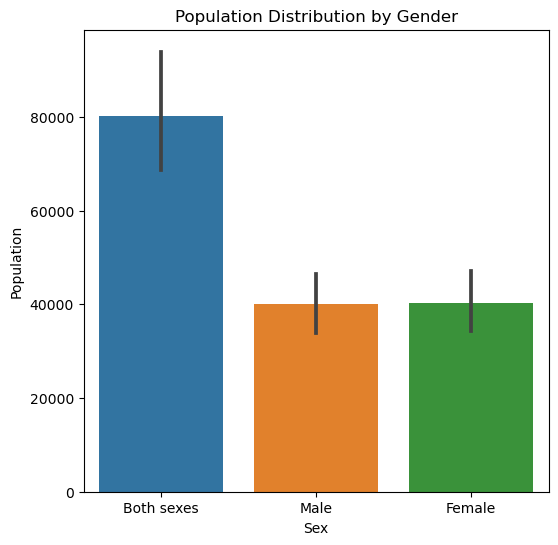 Population Distribution by Gender
Population
80000
60000
40000
20000
0
Both sexes
Male
Female
Sex